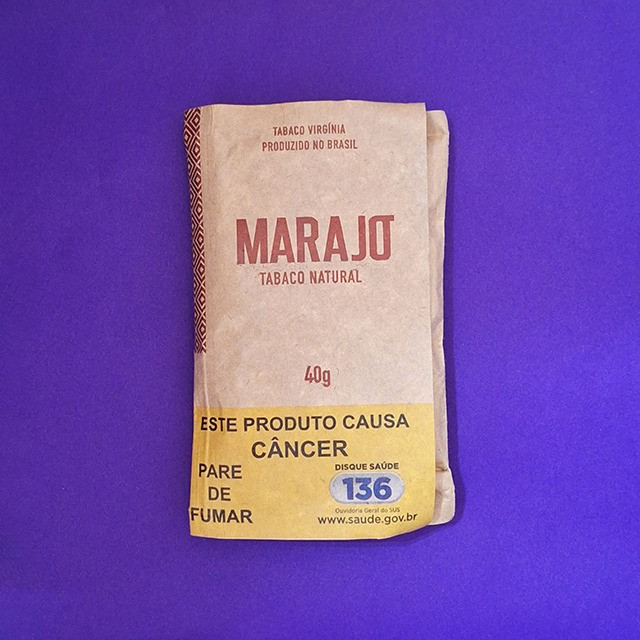 TABACO VIRGÍNIA
PRODUZIDO NO BRASIL
MARAJO
TABACO NATURAL
40g
ESTE PRODUTO CAUSA
CÂNCER
PARE
DE
FUMAR
DISQUE SAÚDE
136
Ouvidoria Geral do SUS
www.saude.gov.br